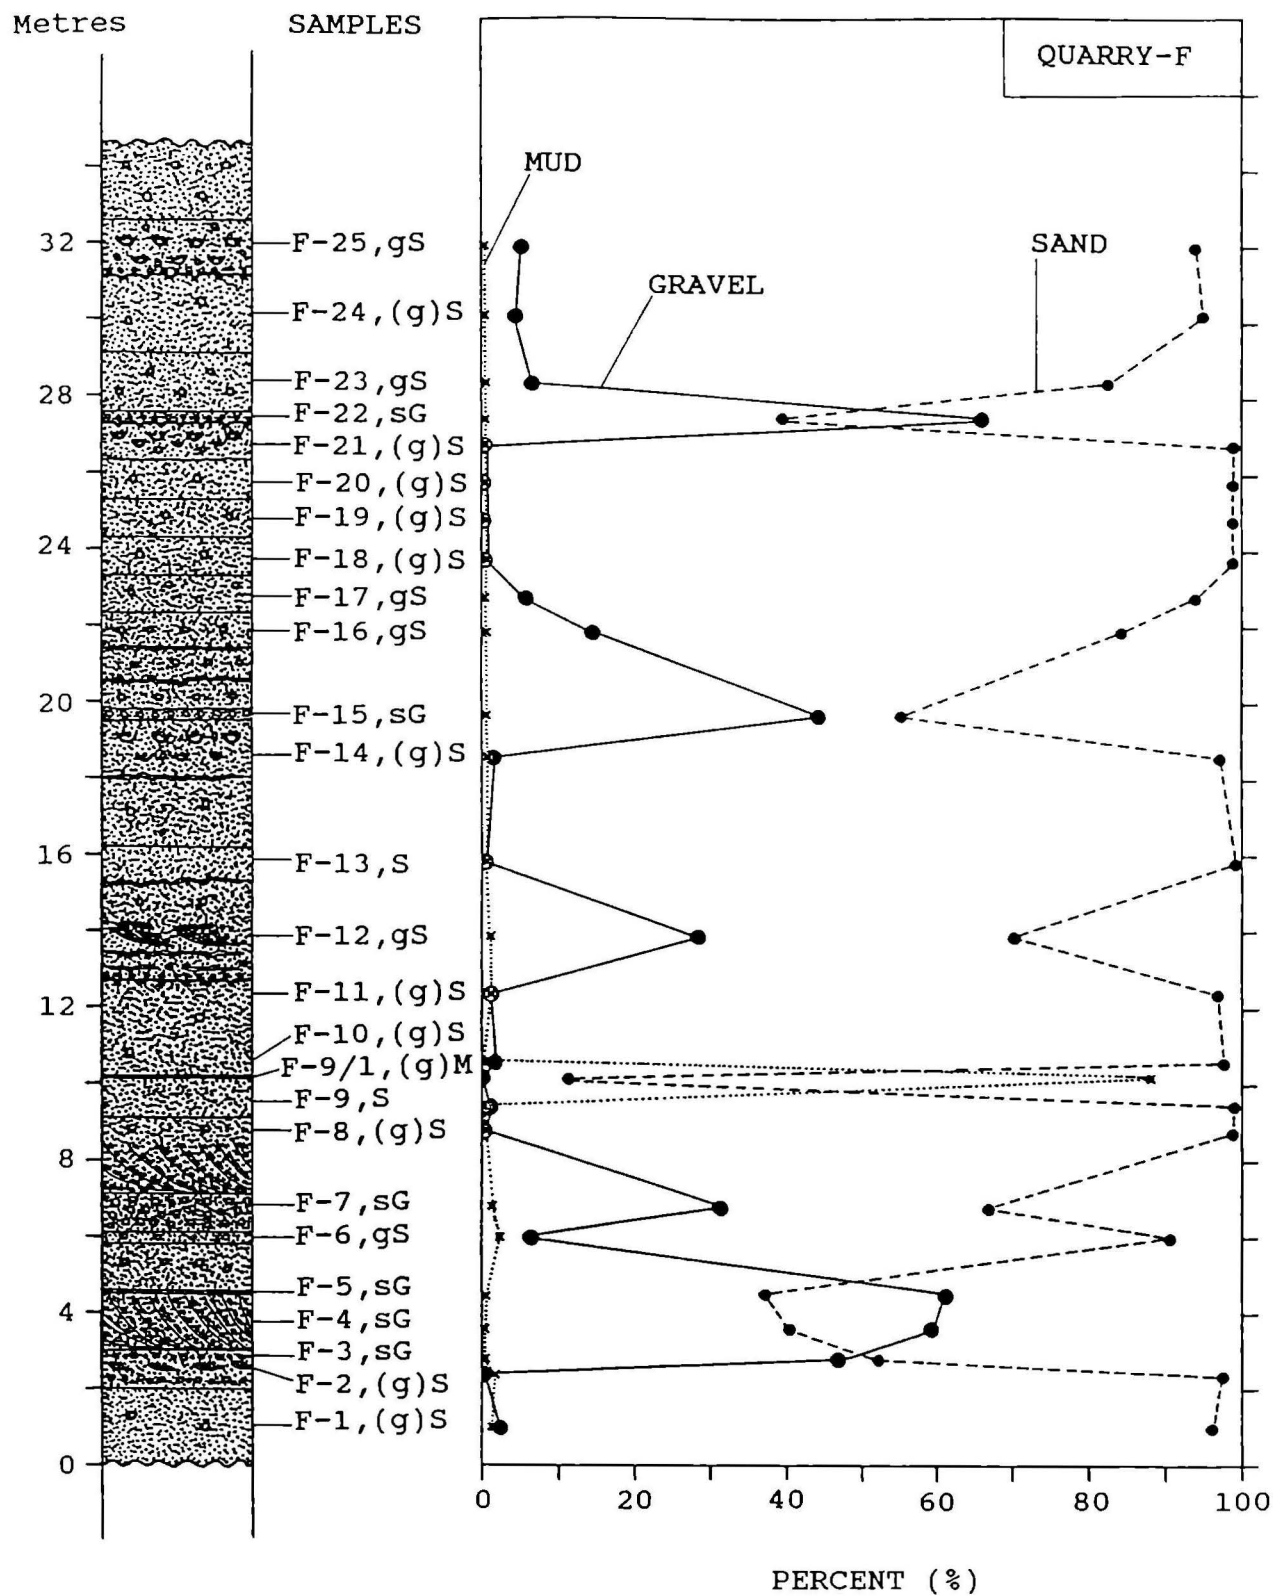 Metres
SAMPLES
QUARRY-F
MUD
SAND
GRAVEL
32
F-25,gS
F-24,(g)S
F-23,gS
28
F-22,sG
F-21,(g)S
F-20,(g)S
F-19,(g)S
24
F-18,(g)S
F-17,gS
F-16,gS
20
F-15,sG
F-14,(g)S
16
F-13,S
F-12,gS
12
F-11,(g)S
F-10,(g)S
F-9/1,(g)M
F-9,S
F-8,(g)S
8
F-7,sG
F-6,gS
F-5,sG
4
F-4,sG
F-3,sG
F-2,(g)S
F-1,(g)S
0
0 20 40 60 80 100
PERCENT (%)